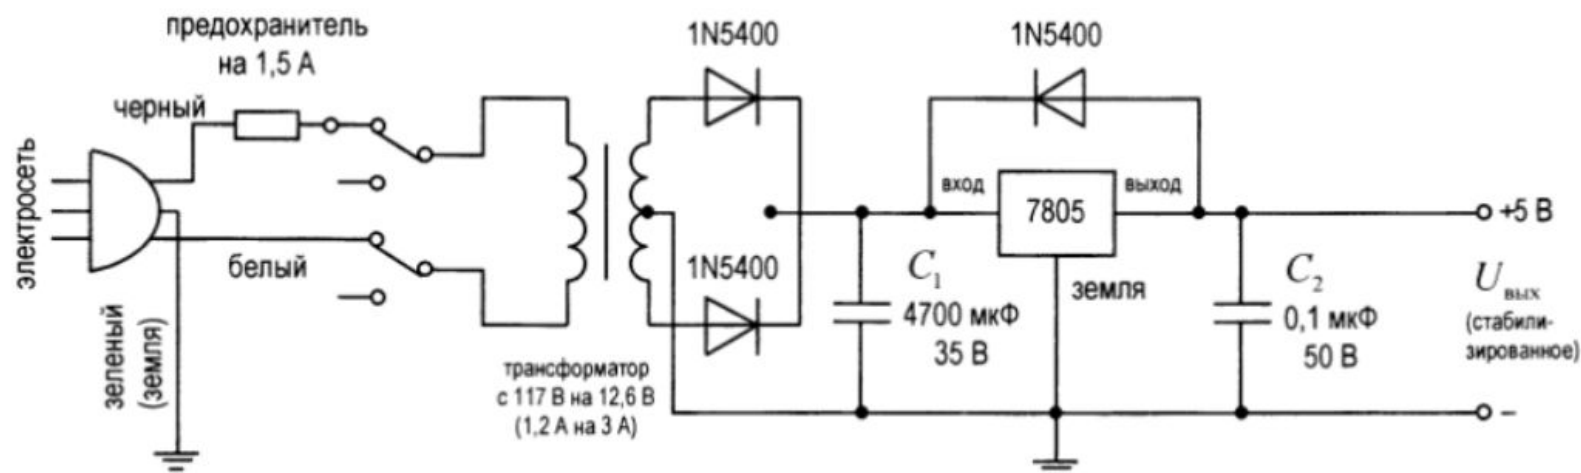 предохранитель
на 1,5 А
черный
электросеть
белый
зеленый
(земля)
трансформатор
с 117 В на 12,6 В
(1,2 А на 3 А)
1N5400
1N5400
1N5400
вход
7805
выход
земля
C₁
4700 мкФ
35 В
C₂
0,1 мкФ
50 В
+5 В
Uвых
(стабили-
зированное)
–